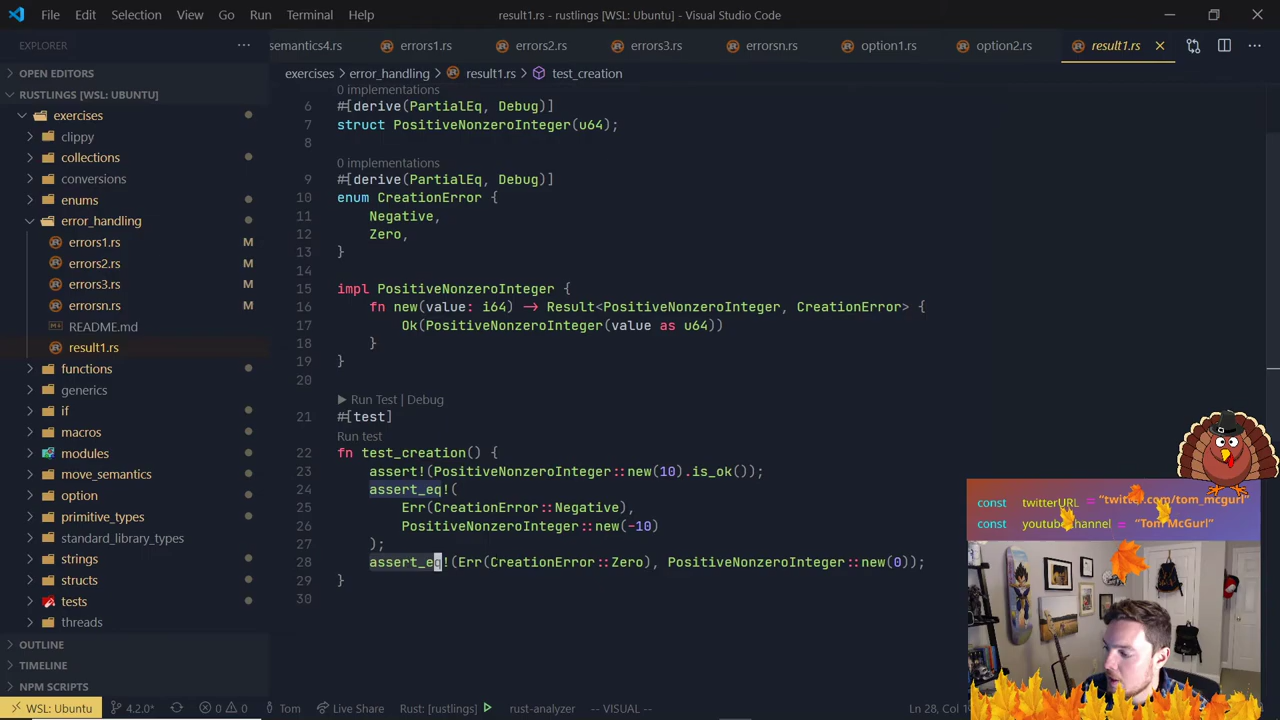 File Edit Selection View Go Run Terminal Help
result1.rs - rustlings [WSL: Ubuntu] - Visual Studio Code
EXPLORER
semantics4.rs errors1.rs errors2.rs errors3.rs errorsn.rs option1.rs option2.rs result1.rs
OPEN EDITORS
RUSTLINGS [WSL: UBUNTU]
exercises
clippy
collections
conversions
enums
error_handling
errors1.rs M
errors2.rs M
errors3.rs M
errorsn.rs M
README.md
result1.rs
functions
generics
if
macros
modules
move_semantics
option
primitive_types
standard_library_types
strings
structs
tests
threads
OUTLINE
TIMELINE
NPM SCRIPTS
exercises > error_handling > result1.rs > test_creation
0 implementations
6 #[derive(PartialEq, Debug)]
7 struct PositiveNonzeroInteger(u64);
8
0 implementations
9 #[derive(PartialEq, Debug)]
10 enum CreationError {
11 Negative,
12 Zero,
13 }
14
15 impl PositiveNonzeroInteger {
16 fn new(value: i64) -> Result<PositiveNonzeroInteger, CreationError> {
17 Ok(PositiveNonzeroInteger(value as u64))
18 }
19 }
20
▶ Run Test | Debug
21 #[test]
Run test
22 fn test_creation() {
23 assert!(PositiveNonzeroInteger::new(10).is_ok());
24 assert_eq!(
25 Err(CreationError::Negative),
26 PositiveNonzeroInteger::new(-10)
27 );
28 assert_eq!(Err(CreationError::Zero), PositiveNonzeroInteger::new(0));
29 }
30
const twitterURL = "twitter.com/tom_mcgurl"
const youtubeChannel = "Tom McGurl"
WSL: Ubuntu 4.2.0* 0 0 Tom Live Share Rust: [rustlings] rust-analyzer -- VISUAL -- Ln 28, Col 1